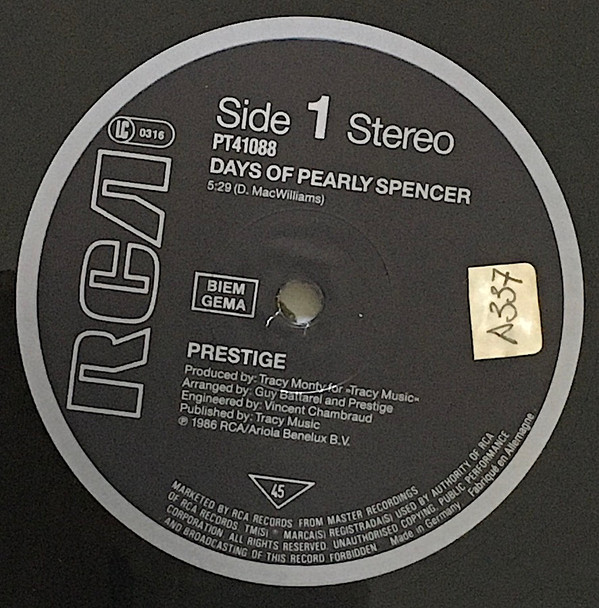 Side 1 Stereo
PT41088
DAYS OF PEARLY SPENCER
5:29 (D. MacWilliams)
LC 0316
RCA
BIEM
GEMA
A337
PRESTIGE
Produced by: Tracy Monty for »Tracy Music«
Arranged by: Guy Battarel and Prestige
Engineered by: Vincent Chambraud
Published by: Tracy Music
℗ 1986 RCA/Ariola Benelux B.V.
45
MARKETED BY RCA RECORDS FROM MASTER RECORDINGS
OF RCA RECORDS. TM(S) ® MARCA(S) REGISTRADA(S) USED BY AUTHORITY OF RCA
CORPORATION. ALL RIGHTS RESERVED. UNAUTHORISED COPYING, PUBLIC PERFORMANCE
AND BROADCASTING OF THIS RECORD FORBIDDEN. Made in Germany Fabriqué en Allemagne